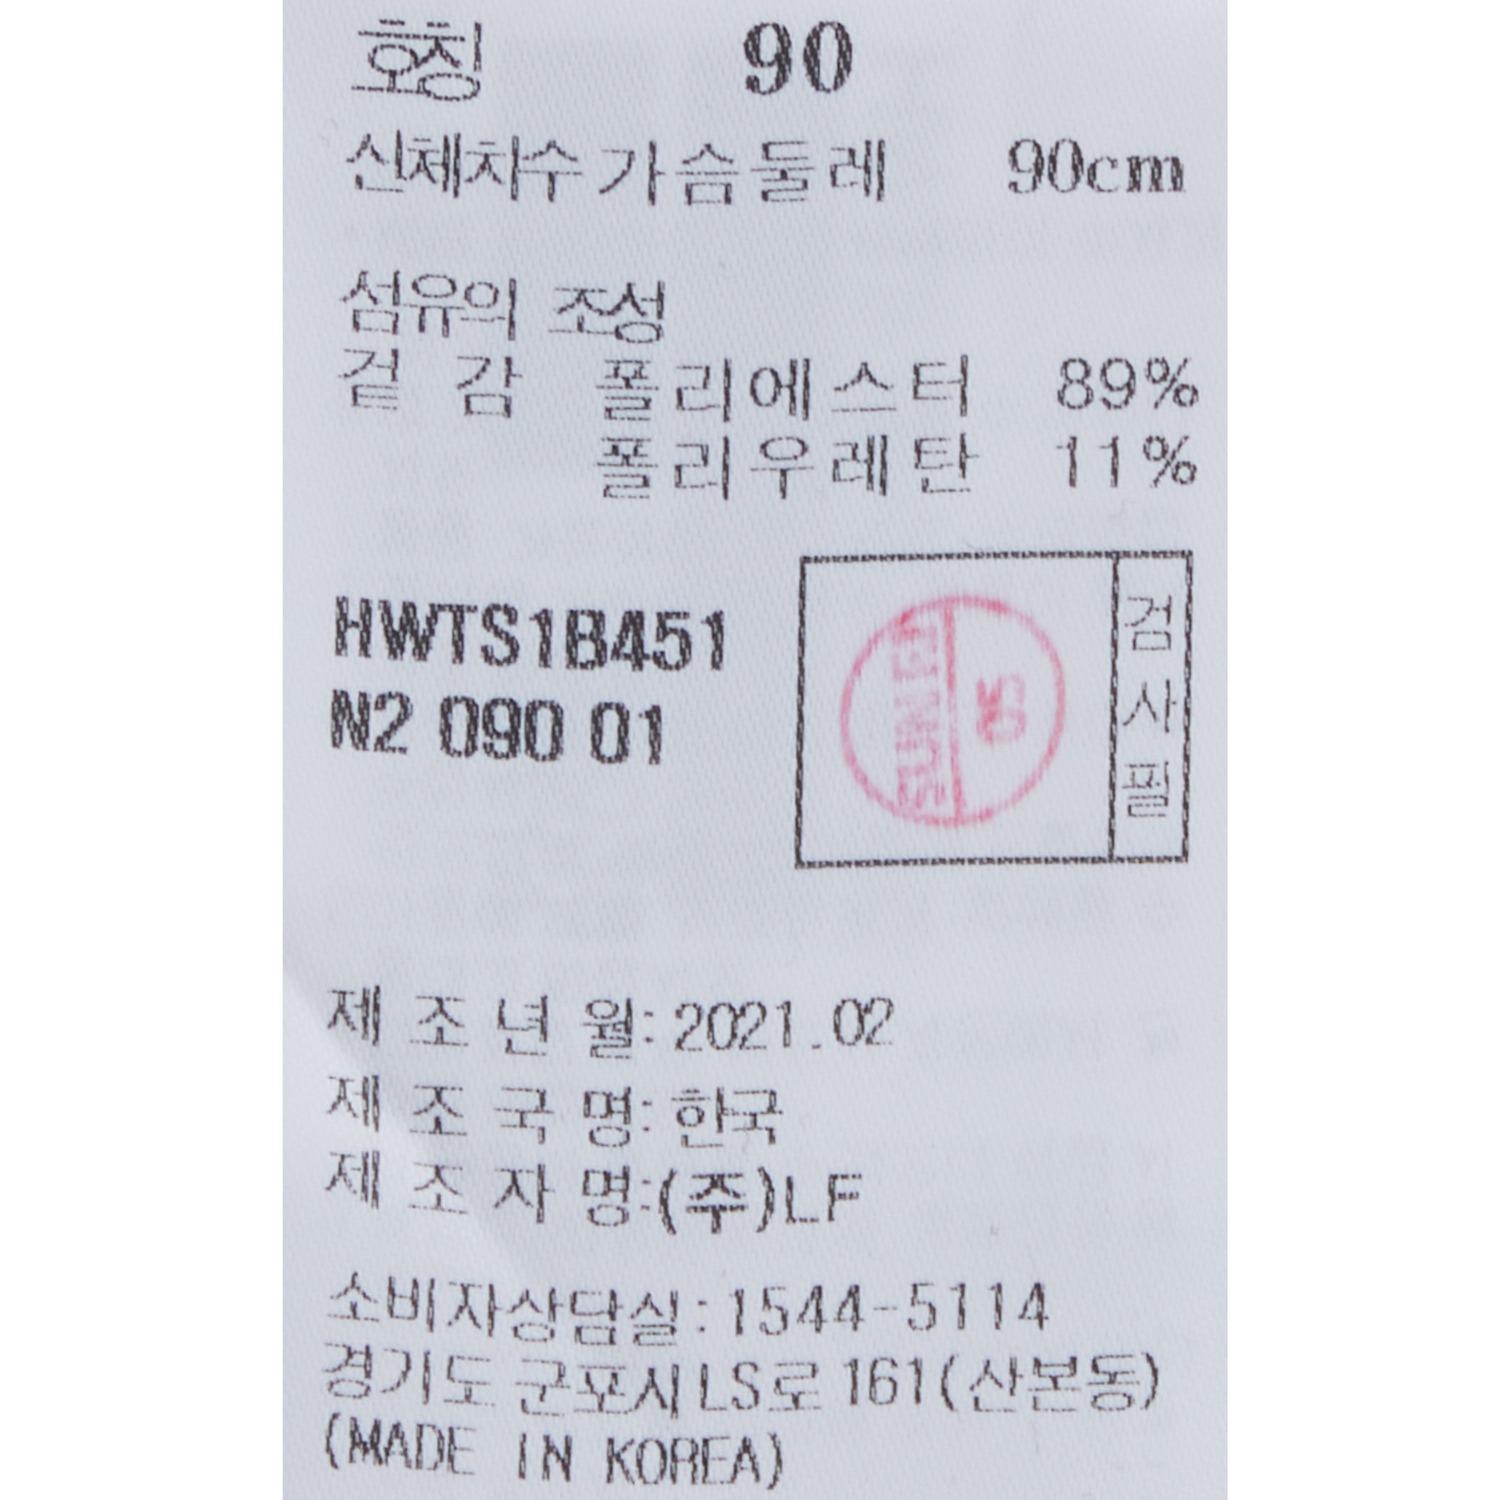 호칭 90
신체치수 가슴둘레 90cm
섬유의 조성
겉 감 폴리에스터 89%
폴리우레탄 11%
HWTS1B451
N2 090 01
검사필
제 조 년 월: 2021.02
제 조 국 명: 한국
제 조 자 명:(주)LF
소비자상담실: 1544-5114
경기도 군포시 LS로 161(산본동)
(MADE IN KOREA)